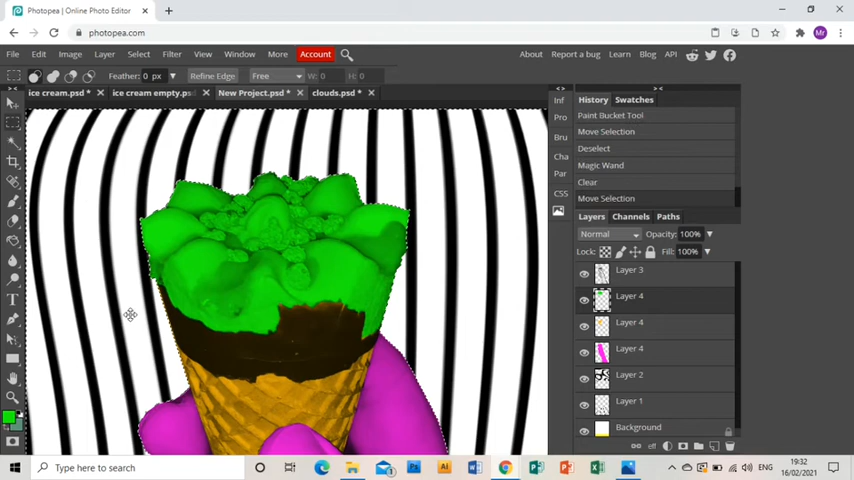 Photopea | Online Photo Editor
photopea.com
Mr
File Edit Image Layer Select Filter View Window More Account
About Report a bug Learn Blog API
Feather: 0 px Refine Edge Free W: 0 H: 0
ice cream.psd * ice cream empty.psd New Project.psd * clouds.psd *
Inf
Pro
Bru
Cha
Par
CSS
History Swatches
Paint Bucket Tool
Move Selection
Deselect
Magic Wand
Clear
Move Selection
Layers Channels Paths
Normal Opacity: 100%
Lock: Fill: 100%
Layer 3
Layer 4
Layer 4
Layer 4
Layer 2
Layer 1
Background
eff
Type here to search
ENG
19:32
16/02/2021